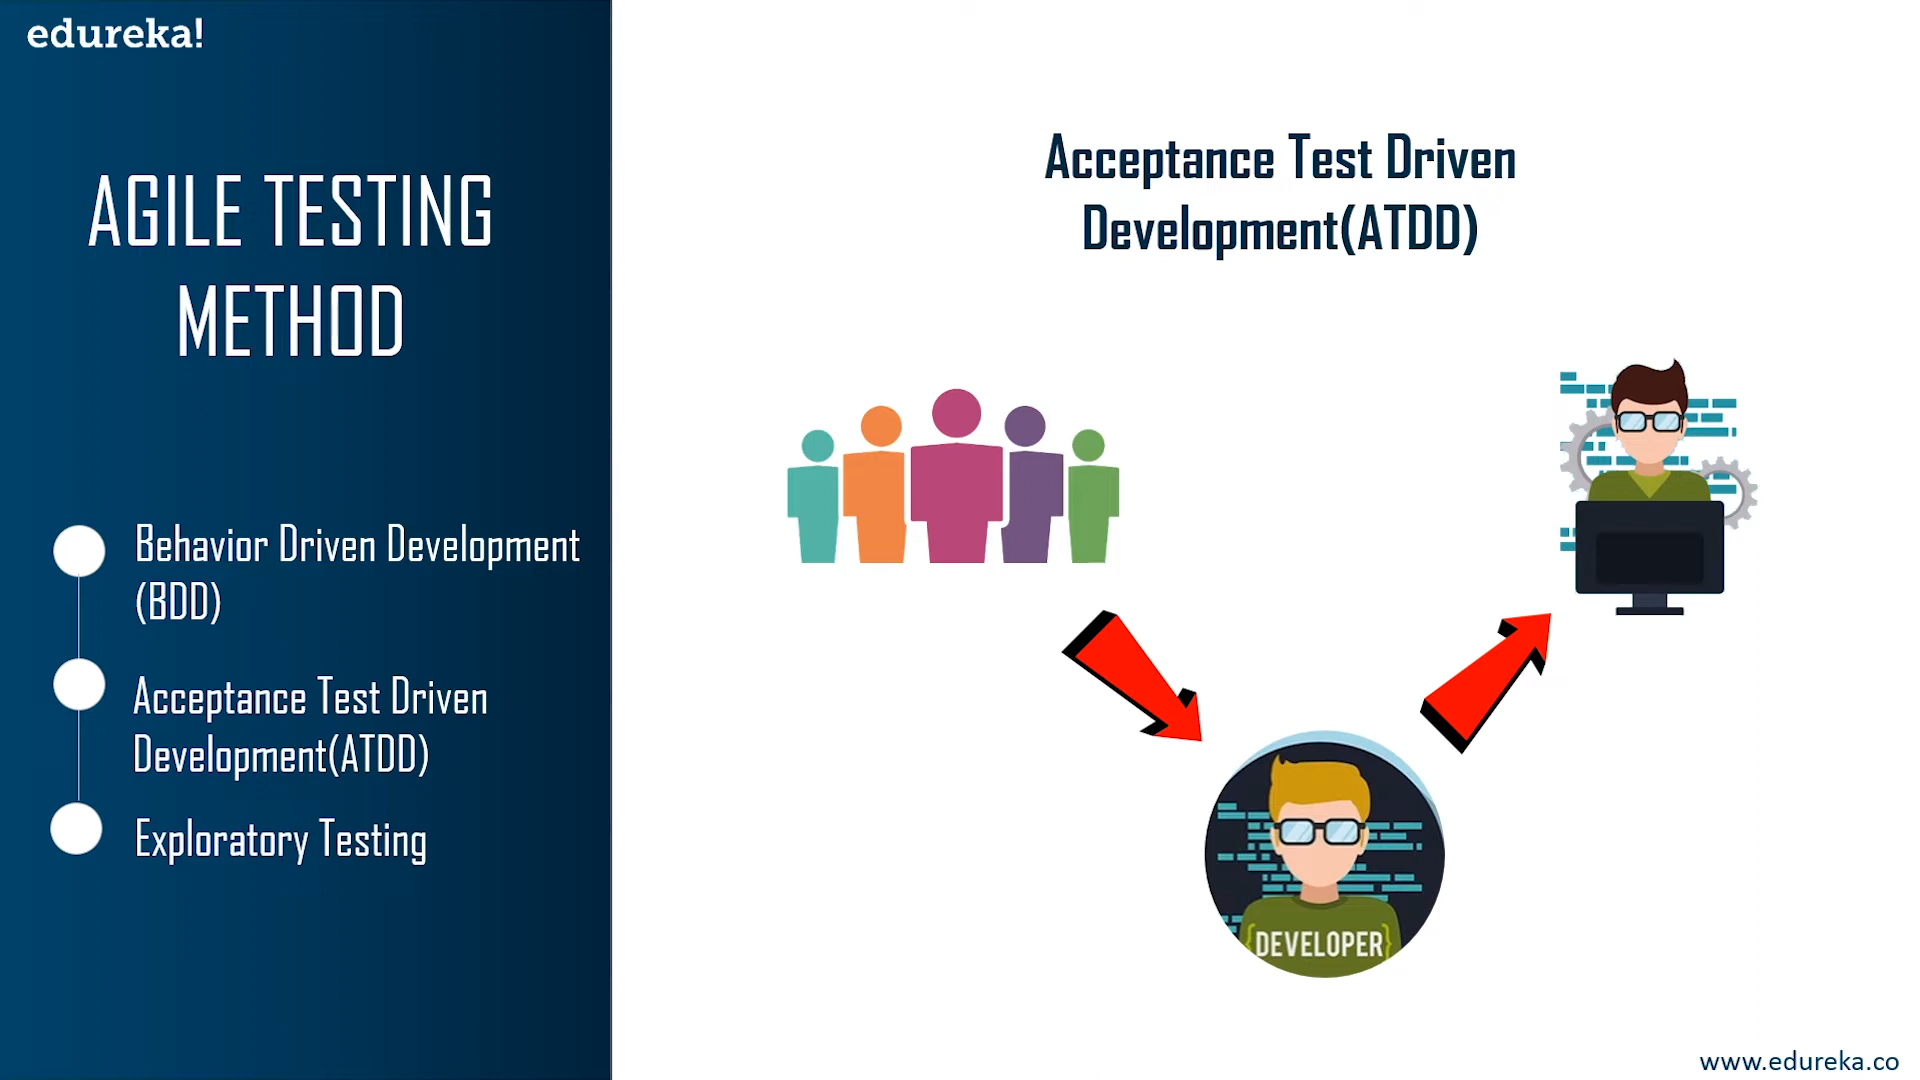 edureka!
AGILE TESTING
METHOD
Behavior Driven Development
(BDD)
Acceptance Test Driven
Development(ATDD)
Exploratory Testing
Acceptance Test Driven
Development(ATDD)
{DEVELOPER}
www.edureka.co